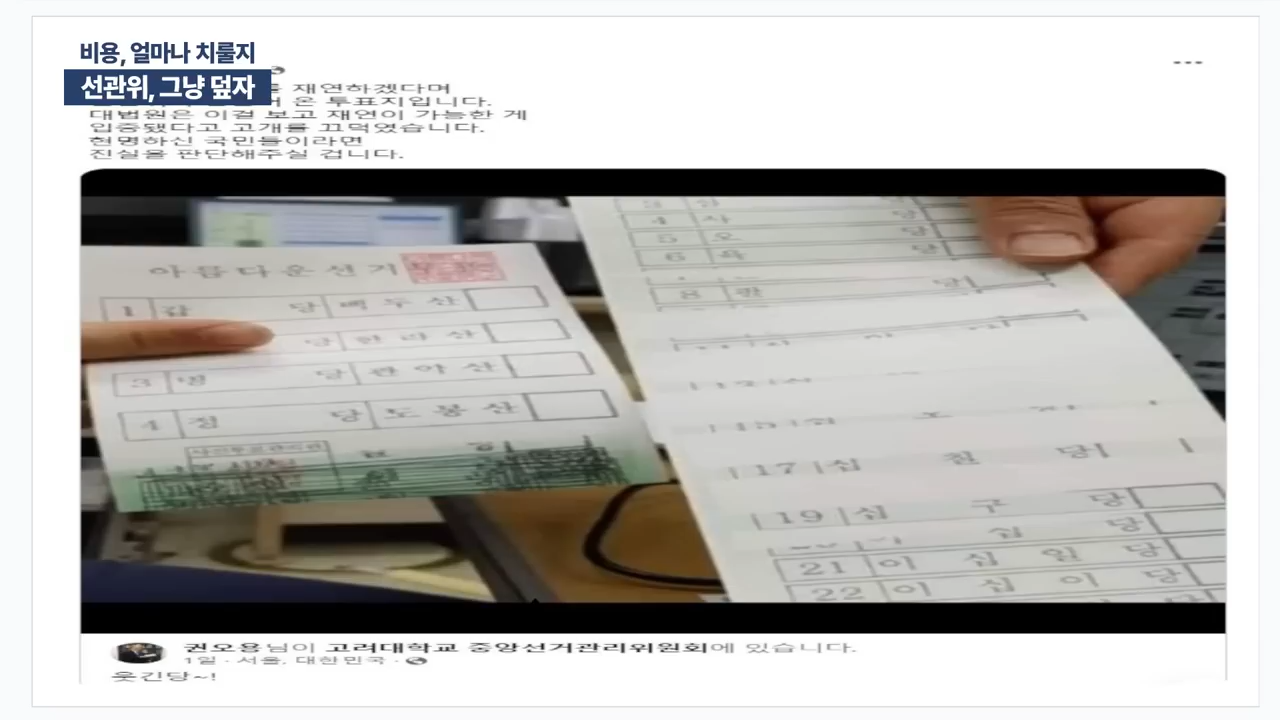 비용, 얼마나 치룰지
선관위, 그냥 덮자
재연하겠다며
온 투표지입니다.
대법원은 이걸 보고 재연이 가능한 게
입증됐다고 고개를 끄덕였습니다.
현명하신 국민들이라면
진실을 판단해주실 겁니다.
아름다운선거
1 갑 당 백두산
당 한라산
3 병 당 관악산
4 정 당 도봉산
사전투표관리관
4 사 당
5 오 당
6 육 당
8 팔 당
17 십 칠 당
19 십 구 당
십 당
21 이 십 일 당
22 이 십 이 당
권오용님이 고려대학교 중앙선거관리위원회에 있습니다.
1일 · 서울, 대한민국 ·
웃긴당~!